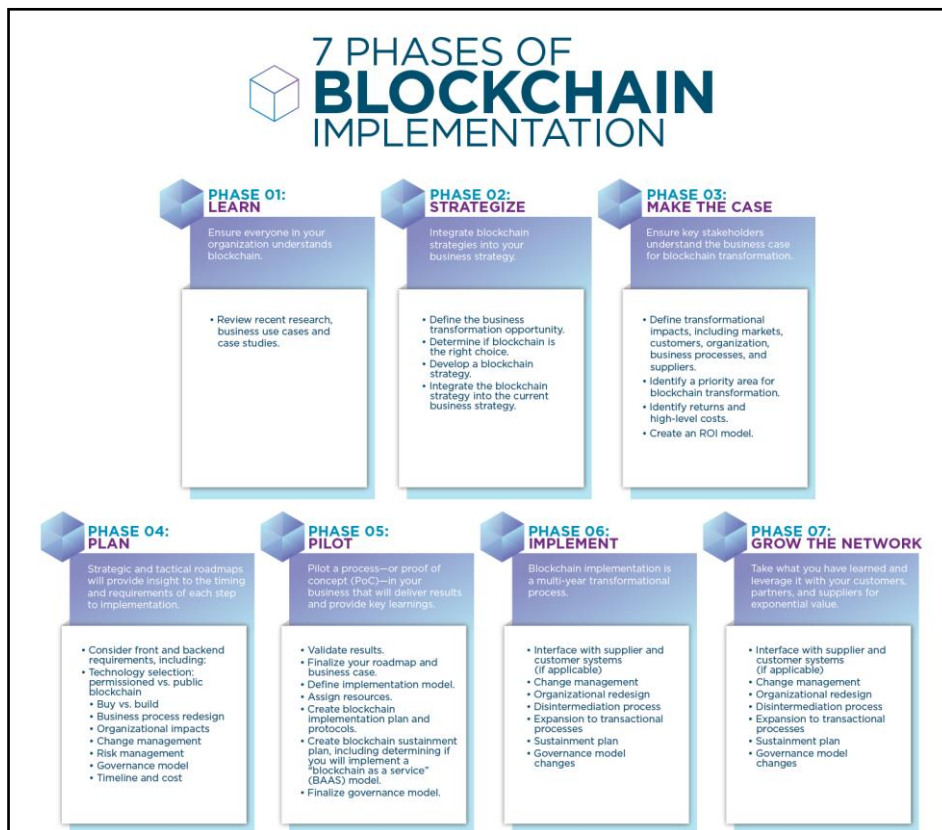 7 PHASES OF
BLOCKCHAIN
IMPLEMENTATION
PHASE 01:
LEARN
Ensure everyone in your
organization understands
blockchain.
• Review recent research,
business use cases and
case studies.
PHASE 02:
STRATEGIZE
Integrate blockchain
strategies into your
business strategy.
• Define the business
transformation opportunity.
• Determine if blockchain is
the right choice.
• Develop a blockchain
strategy.
• Integrate the blockchain
strategy into the current
business strategy.
PHASE 03:
MAKE THE CASE
Ensure key stakeholders
understand the business case
for blockchain transformation.
• Define transformational
impacts, including markets,
customers, organization,
business processes, and
suppliers.
• Identify a priority area for
blockchain transformation.
• Identify returns and
high-level costs.
• Create an ROI model.
PHASE 04:
PLAN
Strategic and tactical roadmaps
will provide insight to the timing
and requirements of each step
to implementation.
• Consider front and backend
requirements, including:
• Technology selection:
permissioned vs. public
blockchain
• Buy vs. build
• Business process redesign
• Organizational impacts
• Change management
• Risk management
• Governance model
• Timeline and cost
PHASE 05:
PILOT
Pilot a process—or proof of
concept (PoC)—in your
business that will deliver results
and provide key learnings.
• Validate results.
• Finalize your roadmap and
business case.
• Define implementation model.
• Assign resources.
• Create blockchain
implementation plan and
protocols.
• Create blockchain sustainment
plan, including determining if
you will implement a
"blockchain as a service"
(BAAS) model.
• Finalize governance model.
PHASE 06:
IMPLEMENT
Blockchain implementation is
a multi-year transformational
process.
• Interface with supplier and
customer systems
(if applicable)
• Change management
• Organizational redesign
• Disintermediation process
• Expansion to transactional
processes
• Sustainment plan
• Governance model
changes
PHASE 07:
GROW THE NETWORK
Take what you have learned and
leverage it with your customers,
partners, and suppliers for
exponential value.
• Interface with supplier and
customer systems
(if applicable)
• Change management
• Organizational redesign
• Disintermediation process
• Expansion to transactional
processes
• Sustainment plan
• Governance model
changes